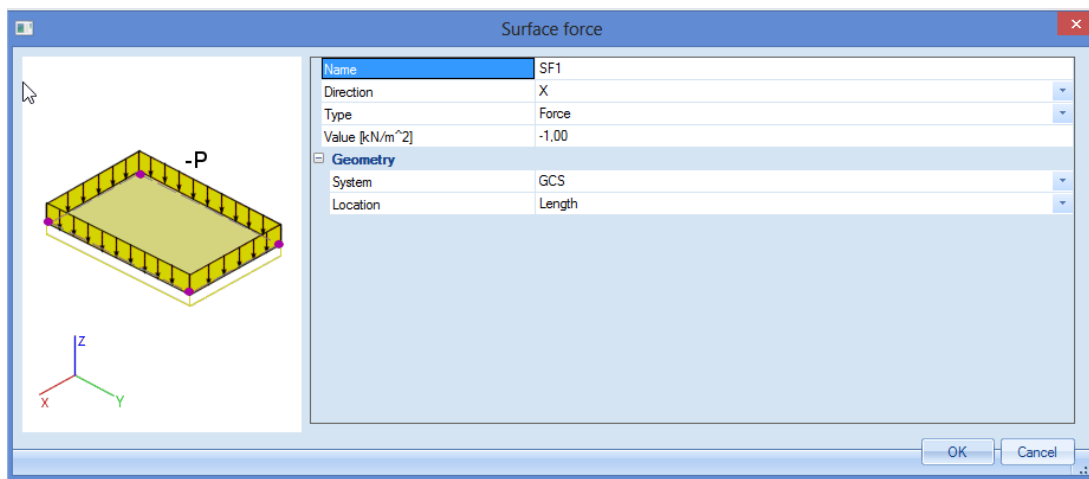 Surface force
Name SF1
Direction X
Type Force
Value [kN/m^2] -1,00
Geometry
System GCS
Location Length
-P
Z
X Y
OK Cancel